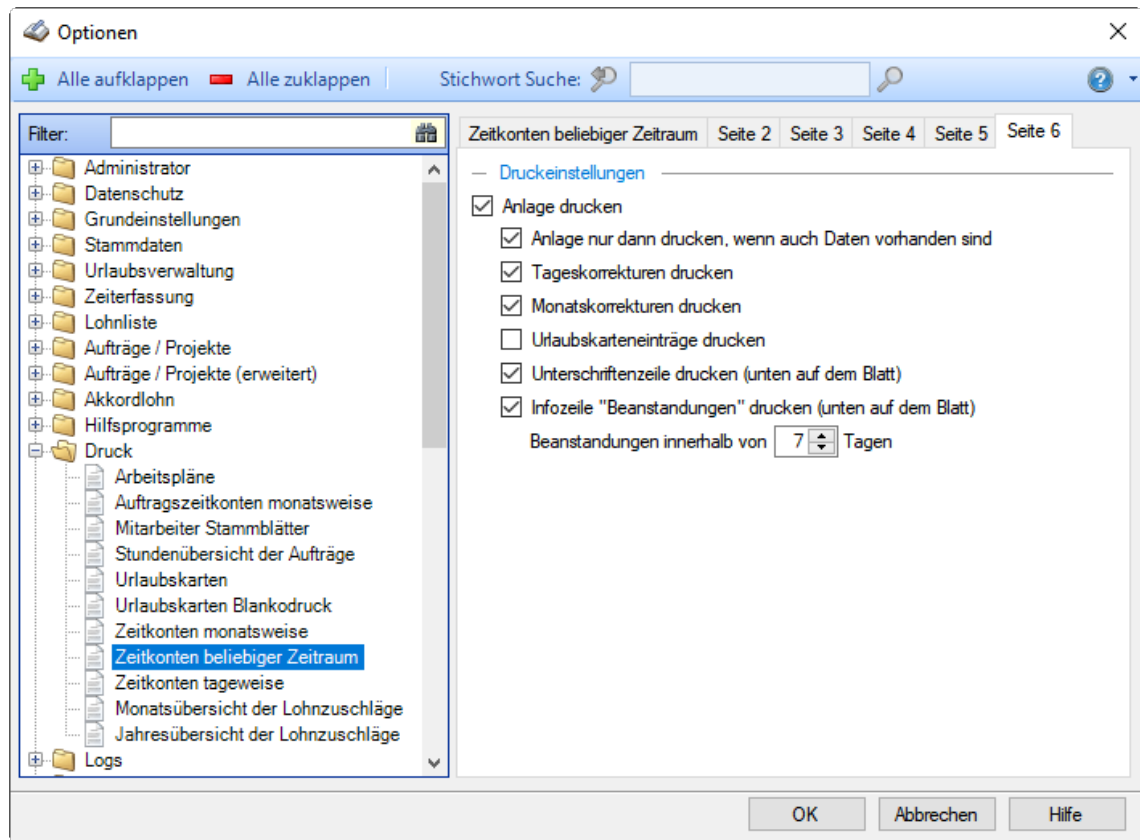 Optionen
Alle aufklappen Alle zuklappen Stichwort Suche:
Filter:
Administrator
Datenschutz
Grundeinstellungen
Stammdaten
Urlaubsverwaltung
Zeiterfassung
Lohnliste
Aufträge / Projekte
Aufträge / Projekte (erweitert)
Akkordlohn
Hilfsprogramme
Druck
Arbeitspläne
Auftragszeitkonten monatsweise
Mitarbeiter Stammblätter
Stundenübersicht der Aufträge
Urlaubskarten
Urlaubskarten Blankodruck
Zeitkonten monatsweise
Zeitkonten beliebiger Zeitraum
Zeitkonten tageweise
Monatsübersicht der Lohnzuschläge
Jahresübersicht der Lohnzuschläge
Logs
Zeitkonten beliebiger Zeitraum Seite 2 Seite 3 Seite 4 Seite 5 Seite 6
Druckeinstellungen
Anlage drucken
Anlage nur dann drucken, wenn auch Daten vorhanden sind
Tageskorrekturen drucken
Monatskorrekturen drucken
Urlaubskarteneinträge drucken
Unterschriftenzeile drucken (unten auf dem Blatt)
Infozeile "Beanstandungen" drucken (unten auf dem Blatt)
Beanstandungen innerhalb von 7 Tagen
OK Abbrechen Hilfe